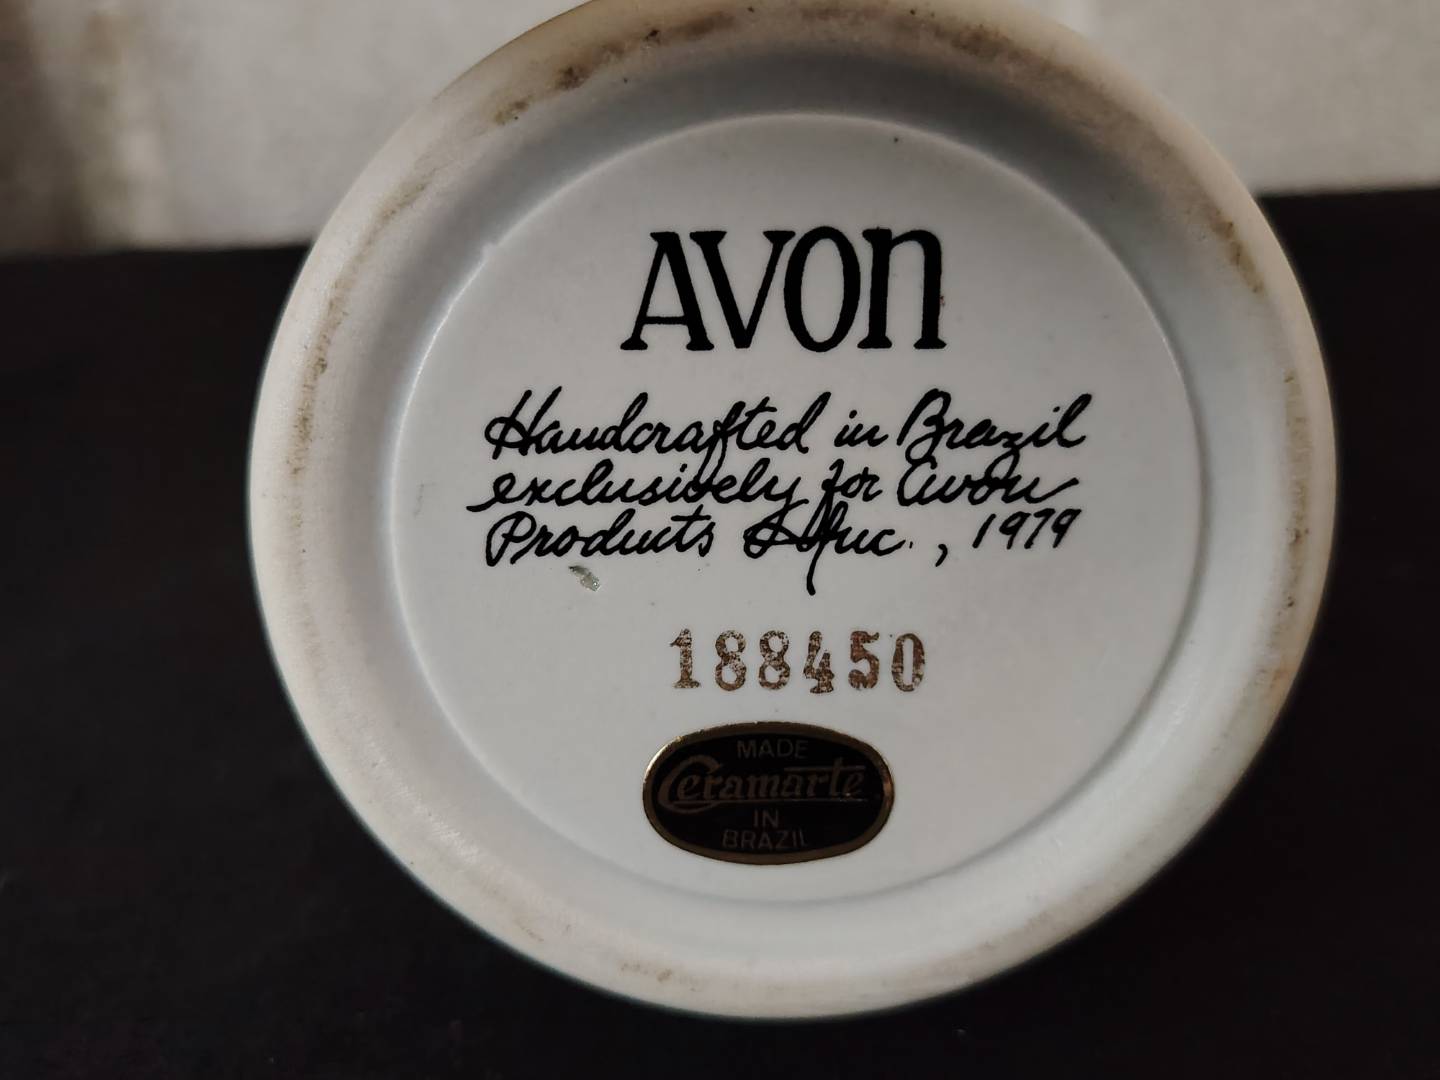 AVON
Handcrafted in Brazil
exclusively for Avon
Products Inc., 1979
188450
MADE
Ceramarte
IN
BRAZIL